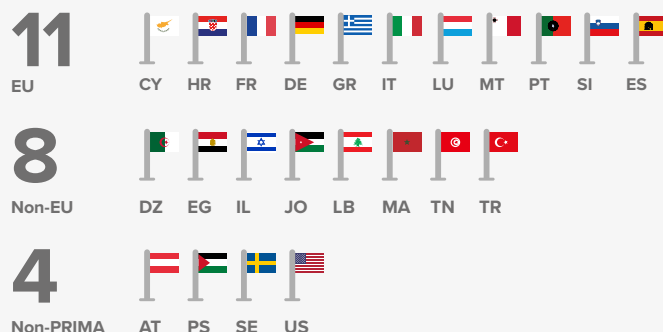 11
EU
CY HR FR DE GR IT LU MT PT SI ES
8
Non-EU
DZ EG IL JO LB MA TN TR
4
Non-PRIMA
AT PS SE US